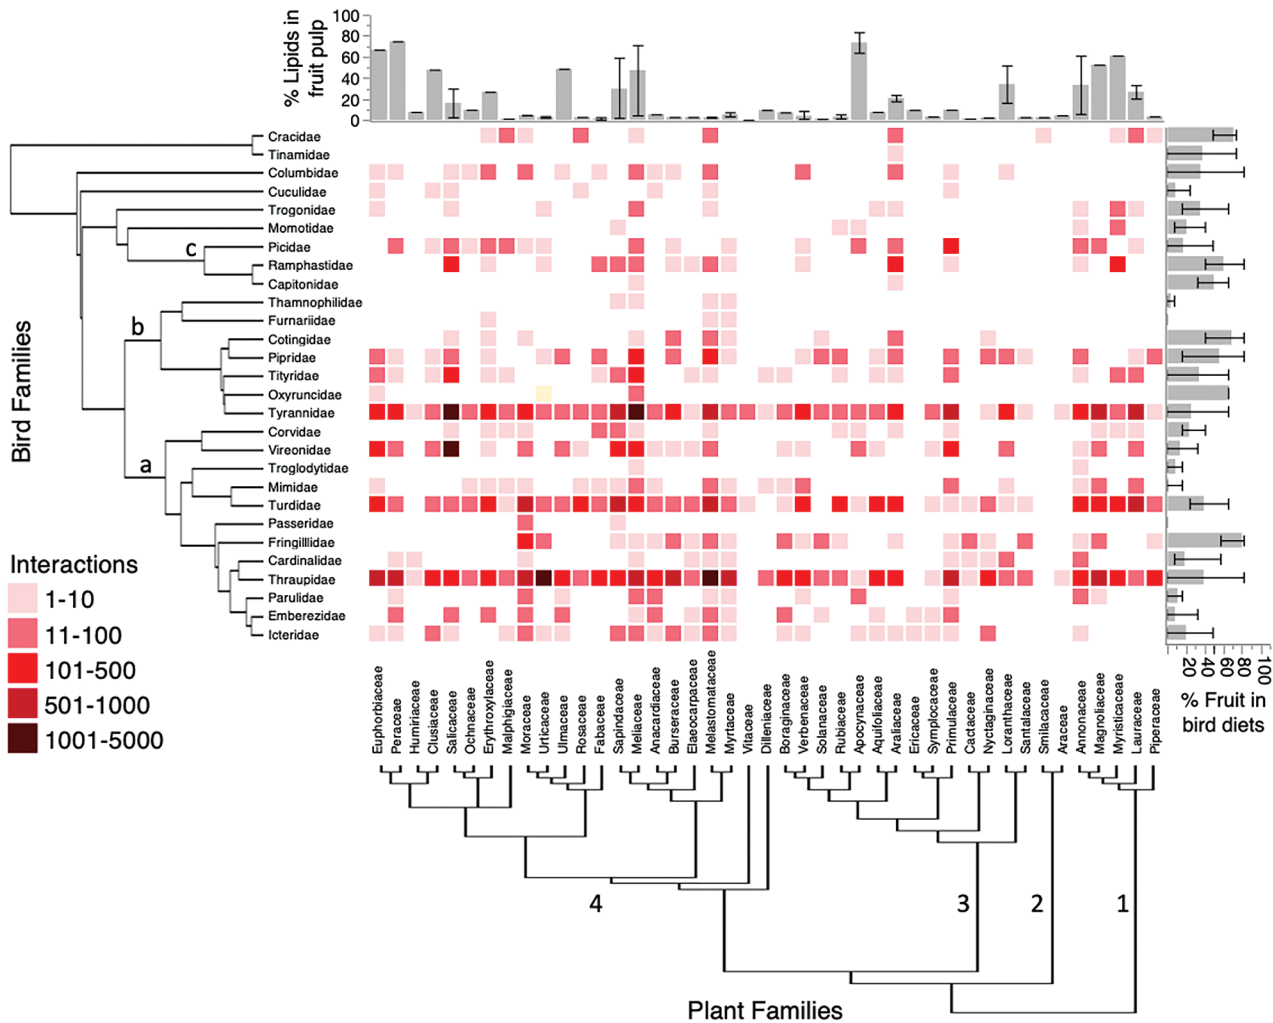 % Lipids in
fruit pulp
100
80
60
40
20
0
Bird Families
Cracidae
Tinamidae
Columbidae
Cuculidae
Trogonidae
Momotidae
c
Picidae
Ramphastidae
Capitonidae
Thamnophilidae
Furnariidae
b
Cotingidae
Pipridae
Tityridae
Oxyruncidae
Tyrannidae
Corvidae
Vireonidae
a
Troglodytidae
Mimidae
Turdidae
Passeridae
Fringillidae
Cardinalidae
Thraupidae
Parulidae
Emberezidae
Icteridae
Interactions
1-10
11-100
101-500
501-1000
1001-5000
20
40
60
80
100
% Fruit in
bird diets
Euphorbiaceae
Peraceae
Humiriaceae
Clusiaceae
Salicaceae
Ochnaceae
Erythroxylaceae
Malphigiaceae
Moraceae
Urticaceae
Ulmaceae
Rosaceae
Fabaceae
Sapindaceae
Meliaceae
Anacardiaceae
Burseraceae
Elaeocarpaceae
Melastomataceae
Myrtaceae
Vitaceae
Dilleniaceae
Boraginaceae
Verbenaceae
Solanaceae
Rubiaceae
Apocynaceae
Aquifoliaceae
Araliaceae
Ericaceae
Symplocaceae
Primulaceae
Cactaceae
Nyctaginaceae
Loranthaceae
Santalaceae
Smilacaceae
Araceae
Annonaceae
Magnoliaceae
Myristicaceae
Lauraceae
Piperaceae
4
3
2
1
Plant Families